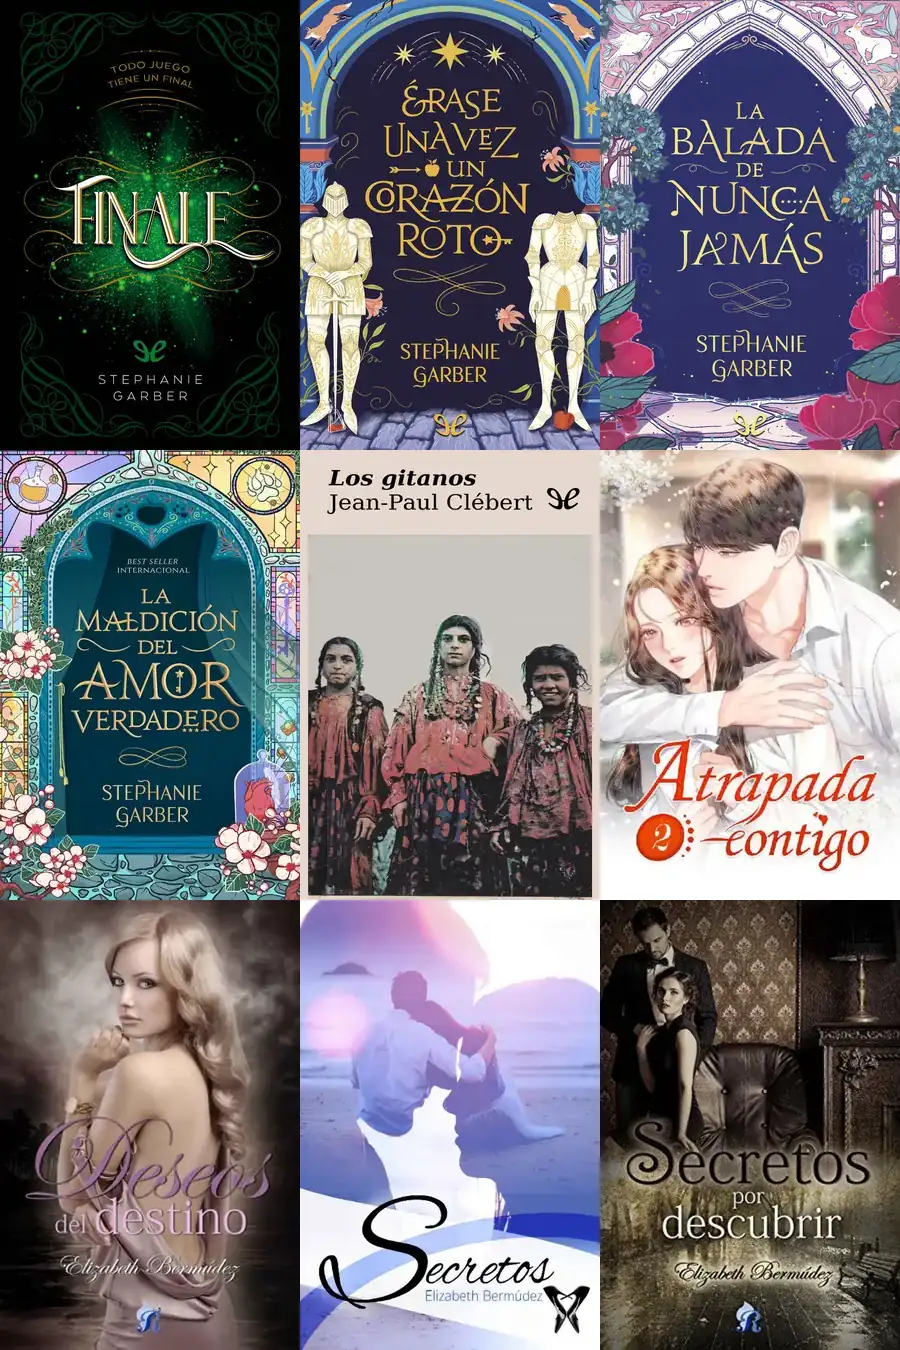 TODO JUEGO
TIENE UN FINAL
FINALE
STEPHANIE
GARBER
ÉRASE
UNA VEZ
UN
CORAZÓN
ROTO
STEPHANIE
GARBER
LA
BALADA
DE
NUNCA
JAMÁS
STEPHANIE
GARBER
BEST SELLER
INTERNACIONAL
LA
MALDICIÓN
DEL
AMOR
VERDADERO
STEPHANIE
GARBER
Los gitanos
Jean-Paul Clébert
Atrapada
2 contigo
Deseos
del destino
Elizabeth Bermúdez
Secretos
Elizabeth Bermúdez
Secretos
por
descubrir
Elizabeth Bermúdez